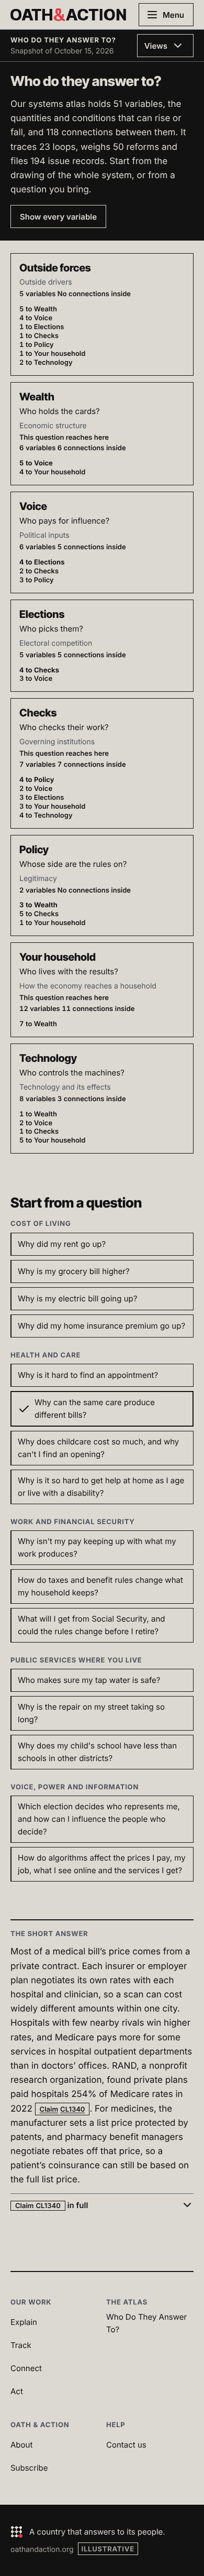 OATH&ACTION
Menu
WHO DO THEY ANSWER TO?
Snapshot of October 15, 2026
Views
Who do they answer to?
Our systems atlas holds 51 variables, the
quantities and conditions that can rise or
fall, and 118 connections between them. It
traces 23 loops, weighs 50 reforms and
files 194 issue records. Start from the
drawing of the whole system, or from a
question you bring.
Show every variable
Outside forces
Outside drivers
5 variables No connections inside
5 to Wealth
4 to Voice
1 to Elections
1 to Checks
1 to Policy
1 to Your household
2 to Technology
Wealth
Who holds the cards?
Economic structure
This question reaches here
6 variables 6 connections inside
5 to Voice
4 to Your household
Voice
Who pays for influence?
Political inputs
6 variables 5 connections inside
4 to Elections
2 to Checks
3 to Policy
Elections
Who picks them?
Electoral competition
5 variables 5 connections inside
4 to Checks
3 to Voice
Checks
Who checks their work?
Governing institutions
This question reaches here
7 variables 7 connections inside
4 to Policy
2 to Voice
3 to Elections
3 to Your household
4 to Technology
Policy
Whose side are the rules on?
Legitimacy
2 variables No connections inside
3 to Wealth
5 to Checks
1 to Your household
Your household
Who lives with the results?
How the economy reaches a household
This question reaches here
12 variables 11 connections inside
7 to Wealth
Technology
Who controls the machines?
Technology and its effects
8 variables 3 connections inside
1 to Wealth
2 to Voice
1 to Checks
5 to Your household
Start from a question
COST OF LIVING
Why did my rent go up?
Why is my grocery bill higher?
Why is my electric bill going up?
Why did my home insurance premium go up?
HEALTH AND CARE
Why is it hard to find an appointment?
Why can the same care produce
different bills?
Why does childcare cost so much, and why
can't I find an opening?
Why is it so hard to get help at home as I age
or live with a disability?
WORK AND FINANCIAL SECURITY
Why isn't my pay keeping up with what my
work produces?
How do taxes and benefit rules change what
my household keeps?
What will I get from Social Security, and
could the rules change before I retire?
PUBLIC SERVICES WHERE YOU LIVE
Who makes sure my tap water is safe?
Why is the repair on my street taking so
long?
Why does my child's school have less than
schools in other districts?
VOICE, POWER AND INFORMATION
Which election decides who represents me,
and how can I influence the people who
decide?
How do algorithms affect the prices I pay, my
job, what I see online and the services I get?
THE SHORT ANSWER
Most of a medical bill's price comes from a
private contract. Each insurer or employer
plan negotiates its own rates with each
hospital and clinician, so a scan can cost
widely different amounts within one city.
Hospitals with few nearby rivals win higher
rates, and Medicare pays more for some
services in hospital outpatient departments
than in doctors' offices. RAND, a nonprofit
research organization, found private plans
paid hospitals 254% of Medicare rates in
2022 Claim CL1340. For medicines, the
manufacturer sets a list price protected by
patents, and pharmacy benefit managers
negotiate rebates off that price, so a
patient's coinsurance can still be based on
the full list price.
Claim CL1340 in full
OUR WORK
Explain
Track
Connect
Act
THE ATLAS
Who Do They Answer
To?
OATH & ACTION
About
Subscribe
HELP
Contact us
A country that answers to its people.
oathandaction.org ILLUSTRATIVE